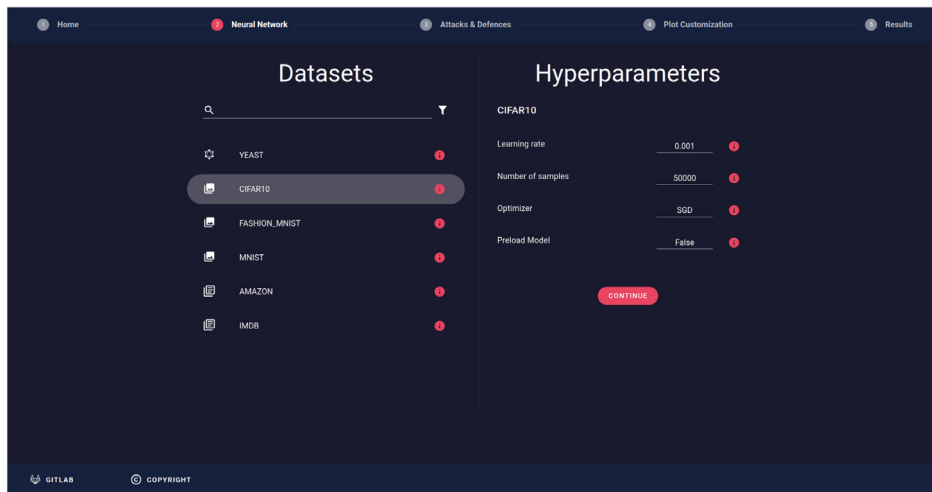 1 Home 2 Neural Network 3 Attacks & Defences 4 Plot Customization 5 Results
Datasets
YEAST
CIFAR10
FASHION_MNIST
MNIST
AMAZON
IMDB
Hyperparameters
CIFAR10
Learning rate 0.001
Number of samples 50000
Optimizer SGD
Preload Model False
CONTINUE
GITLAB © COPYRIGHT